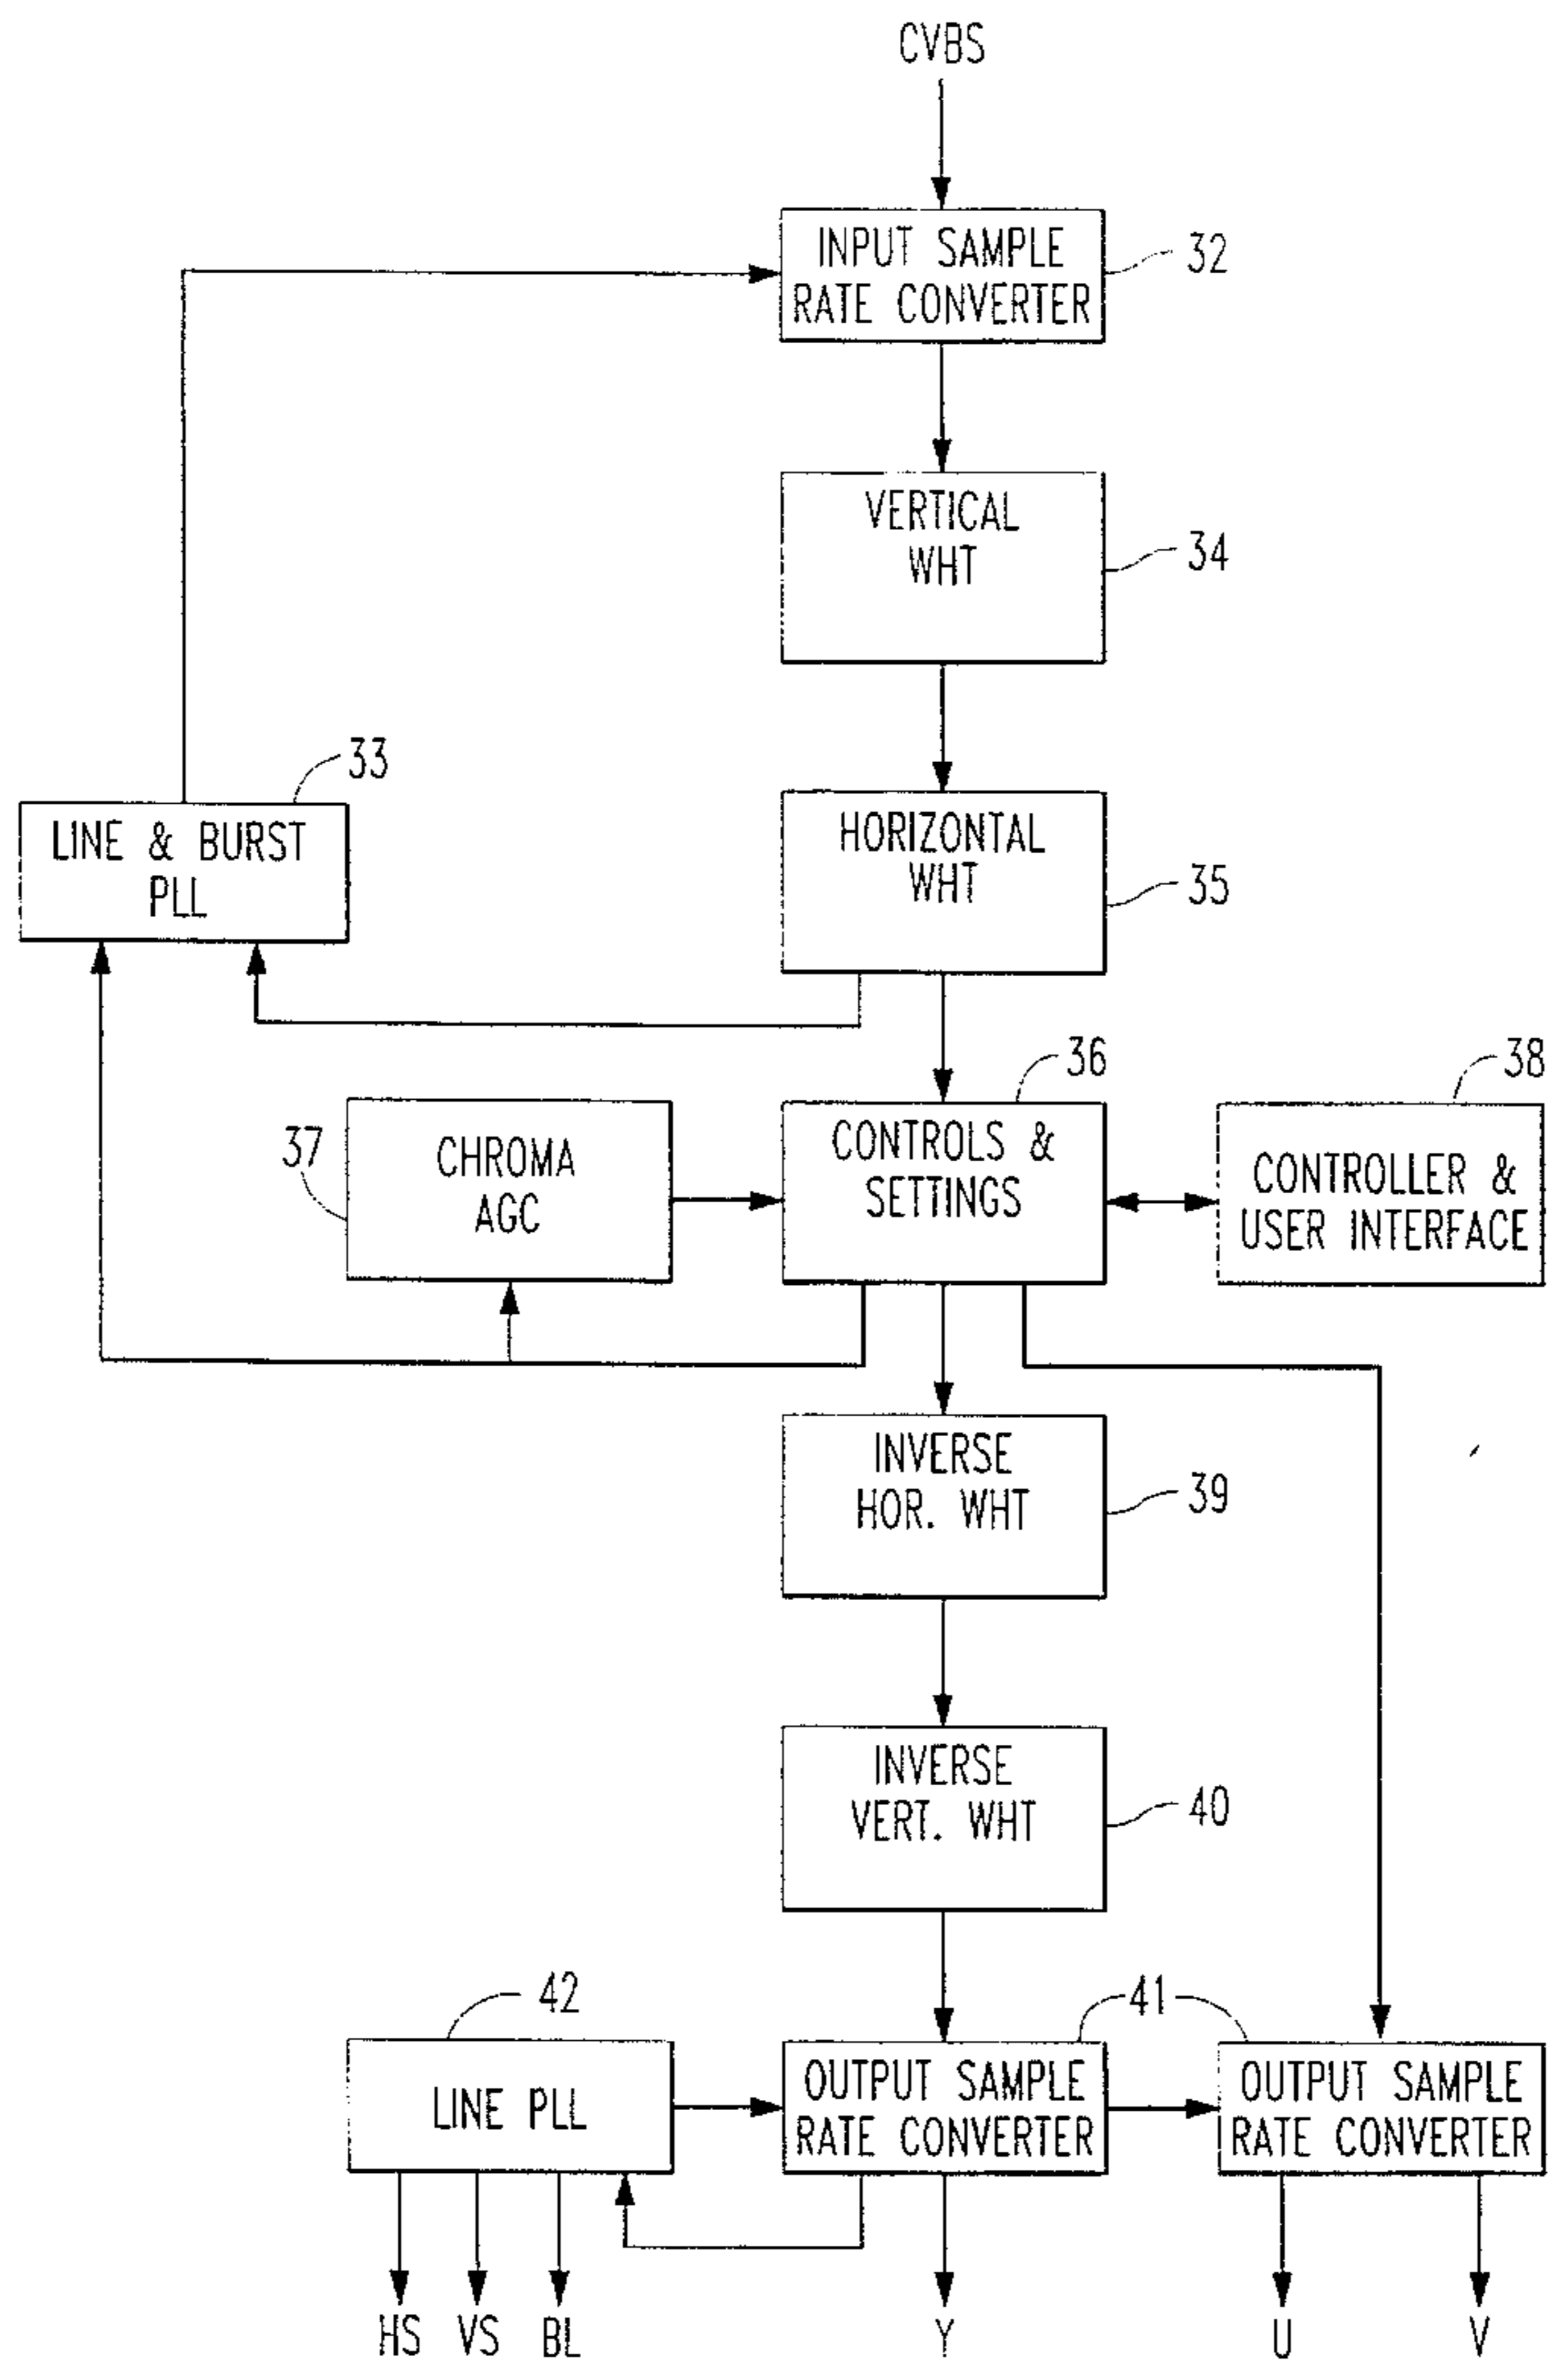 CVBS
INPUT SAMPLE
RATE CONVERTER
32
VERTICAL
WHT
34
33
LINE & BURST
PLL
HORIZONTAL
WHT
35
36
38
37
CHROMA
AGC
CONTROLS &
SETTINGS
CONTROLLER &
USER INTERFACE
INVERSE
HOR. WHT
39
INVERSE
VERT. WHT
40
42
41
LINE PLL
OUTPUT SAMPLE
RATE CONVERTER
OUTPUT SAMPLE
RATE CONVERTER
HS
VS
BL
Y
U
V